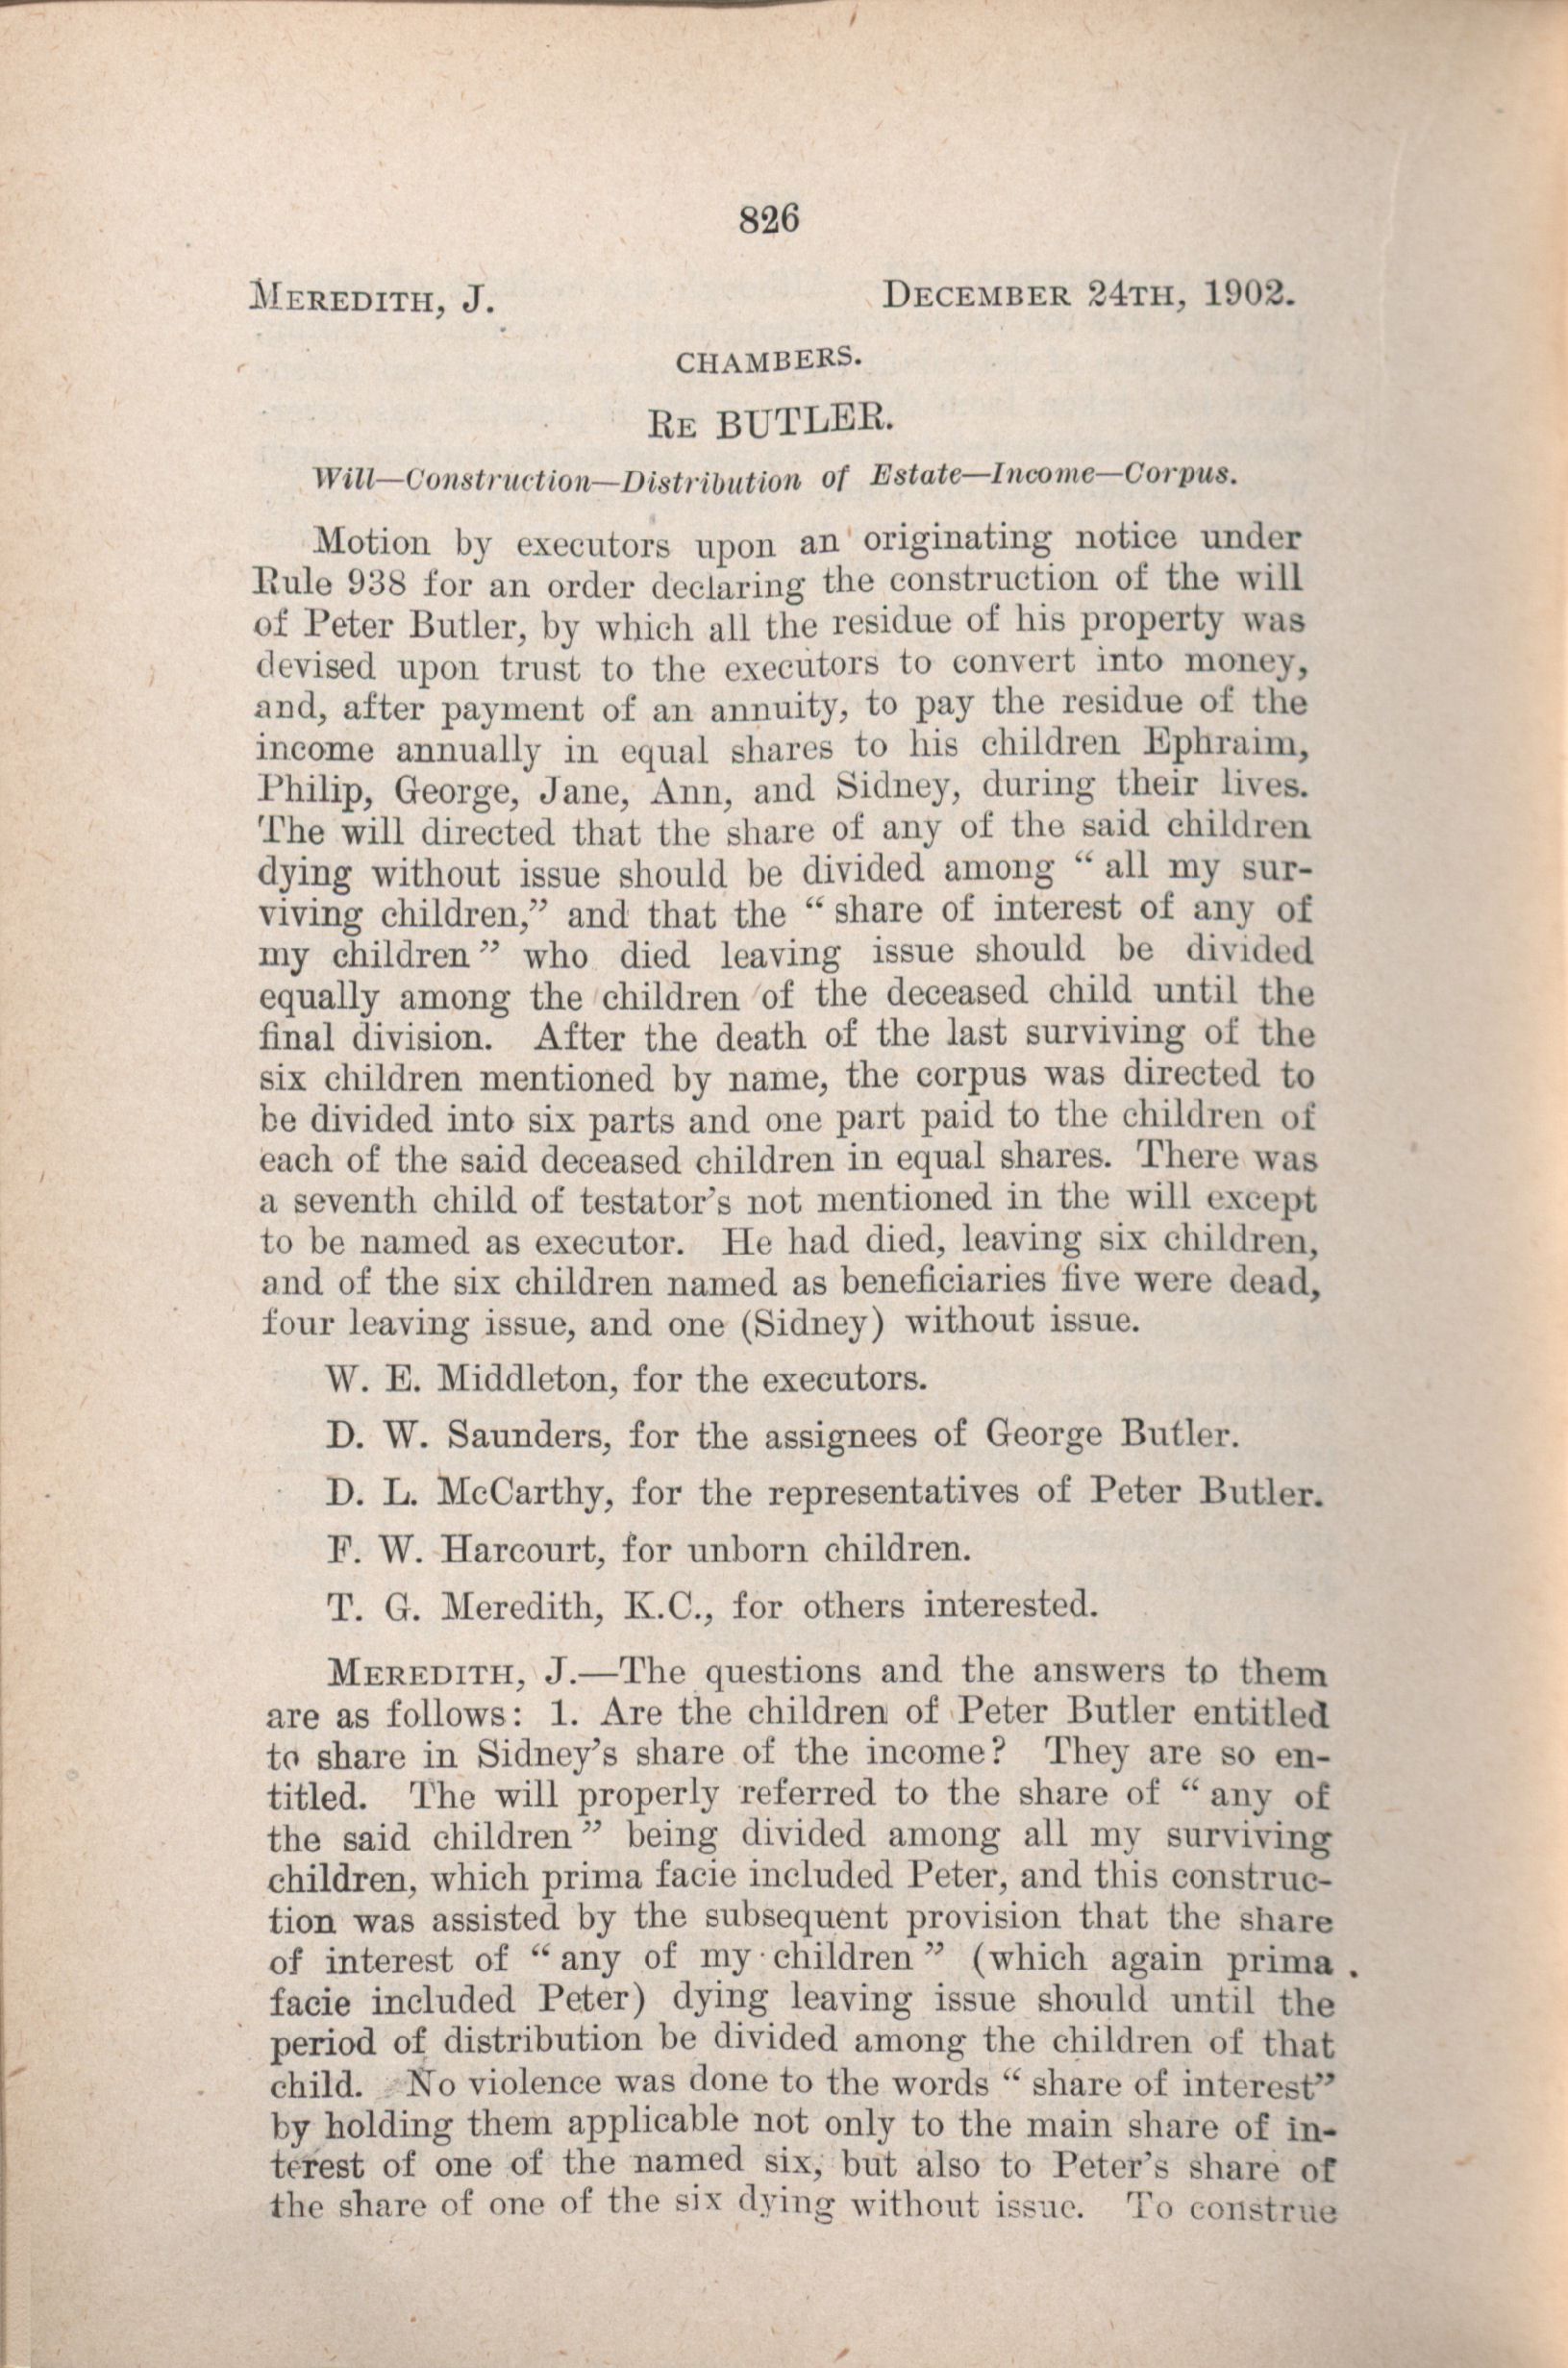 826
MEREDITH, J. DECEMBER 24TH, 1902.
CHAMBERS.
RE BUTLER.
Will—Construction—Distribution of Estate—Income—Corpus.
Motion by executors upon an originating notice under
Rule 938 for an order declaring the construction of the will
of Peter Butler, by which all the residue of his property was
devised upon trust to the executors to convert into money,
and, after payment of an annuity, to pay the residue of the
income annually in equal shares to his children Ephraim,
Philip, George, Jane, Ann, and Sidney, during their lives.
The will directed that the share of any of the said children
dying without issue should be divided among “ all my sur-
viving children,” and that the “ share of interest of any of
my children ” who died leaving issue should be divided
equally among the children of the deceased child until the
final division. After the death of the last surviving of the
six children mentioned by name, the corpus was directed to
be divided into six parts and one part paid to the children of
each of the said deceased children in equal shares. There was
a seventh child of testator’s not mentioned in the will except
to be named as executor. He had died, leaving six children,
and of the six children named as beneficiaries five were dead,
four leaving issue, and one (Sidney) without issue.
W. E. Middleton, for the executors.
D. W. Saunders, for the assignees of George Butler.
D. L. McCarthy, for the representatives of Peter Butler.
F. W. Harcourt, for unborn children.
T. G. Meredith, K.C., for others interested.
MEREDITH, J.—The questions and the answers to them
are as follows: 1. Are the children of Peter Butler entitled
to share in Sidney’s share of the income? They are so en-
titled. The will properly referred to the share of “ any of
the said children ” being divided among all my surviving
children, which prima facie included Peter, and this construc-
tion was assisted by the subsequent provision that the share
of interest of “ any of my children ” (which again prima
facie included Peter) dying leaving issue should until the
period of distribution be divided among the children of that
child. No violence was done to the words “ share of interest”
by holding them applicable not only to the main share of in-
terest of one of the named six, but also to Peter’s share of
the share of one of the six dying without issue. To construe